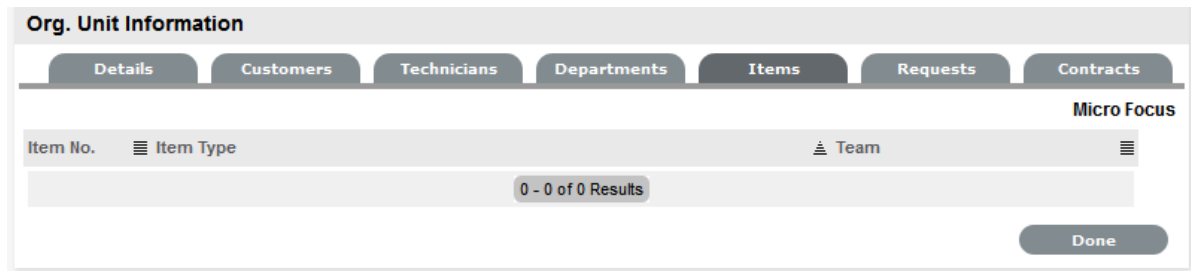 Org. Unit Information
Details Customers Technicians Departments Items Requests Contracts
Micro Focus
Item No. Item Type Team
0 - 0 of 0 Results
Done